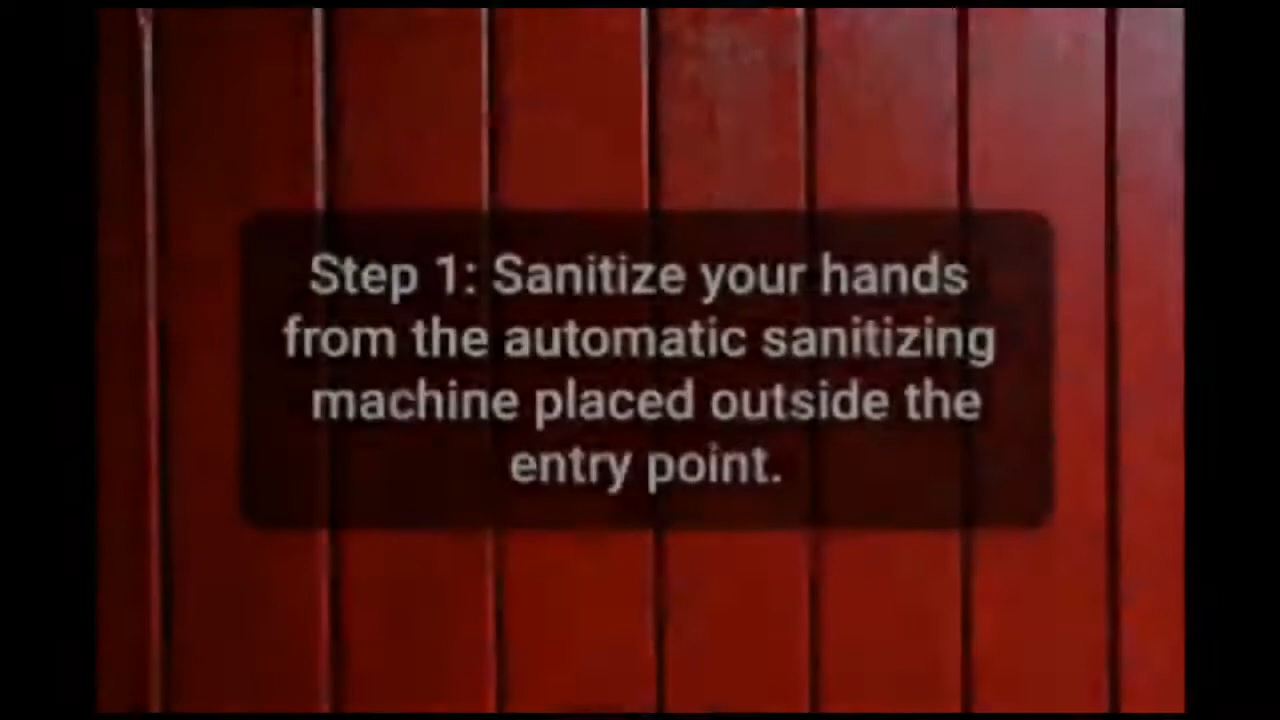 Step 1: Sanitize your hands
from the automatic sanitizing
machine placed outside the
entry point.